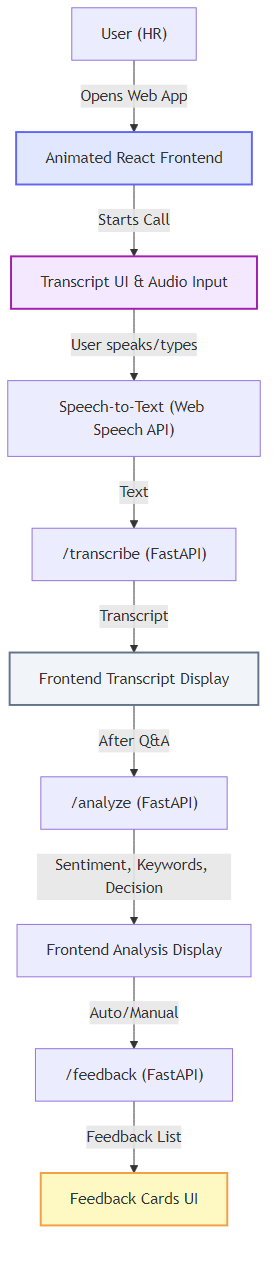 User (HR)
Opens Web App
Animated React Frontend
Starts Call
Transcript UI & Audio Input
User speaks/types
Speech-to-Text (Web
Speech API)
Text
/transcribe (FastAPI)
Transcript
Frontend Transcript Display
After Q&A
/analyze (FastAPI)
Sentiment, Keywords,
Decision
Frontend Analysis Display
Auto/Manual
/feedback (FastAPI)
Feedback List
Feedback Cards UI